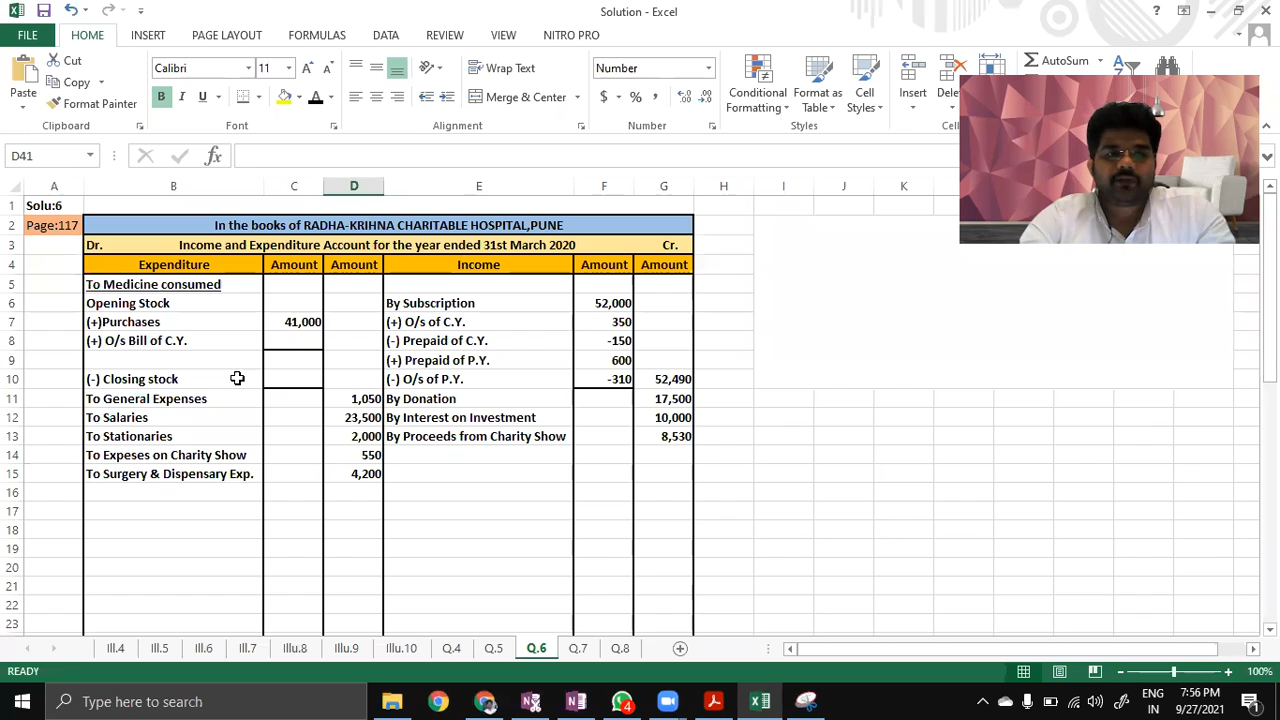 Solution - Excel
?
FILE HOME INSERT PAGE LAYOUT FORMULAS DATA REVIEW VIEW NITRO PRO
Paste
Cut
Copy
Format Painter
Clipboard
Calibri 11
B I U
Font
Wrap Text
Merge & Center
Alignment
Number
$ % ,
Number
Conditional Formatting
Format as Table
Cell Styles
Styles
Insert
AutoSum
D41 fx
A B C D E F G H I J K
1 Solu:6
2 Page:117 In the books of RADHA-KRIHNA CHARITABLE HOSPITAL,PUNE
3 Dr. Income and Expenditure Account for the year ended 31st March 2020 Cr.
4 Expenditure Amount Amount Income Amount Amount
5 To Medicine consumed
6 Opening Stock By Subscription 52,000
7 (+)Purchases 41,000 (+) O/s of C.Y. 350
8 (+) O/s Bill of C.Y. (-) Prepaid of C.Y. -150
9 (+) Prepaid of P.Y. 600
10 (-) Closing stock (-) O/s of P.Y. -310 52,490
11 To General Expenses 1,050 By Donation 17,500
12 To Salaries 23,500 By Interest on Investment 10,000
13 To Stationaries 2,000 By Proceeds from Charity Show 8,530
14 To Expeses on Charity Show 550
15 To Surgery & Dispensary Exp. 4,200
16
17
18
19
20
21
22
23
Ill.4 Ill.5 Ill.6 Ill.7 Illu.8 Illu.9 Illu.10 Q.4 Q.5 Q.6 Q.7 Q.8
READY 100%
Type here to search
4
ENG
IN
7:56 PM
9/27/2021
1